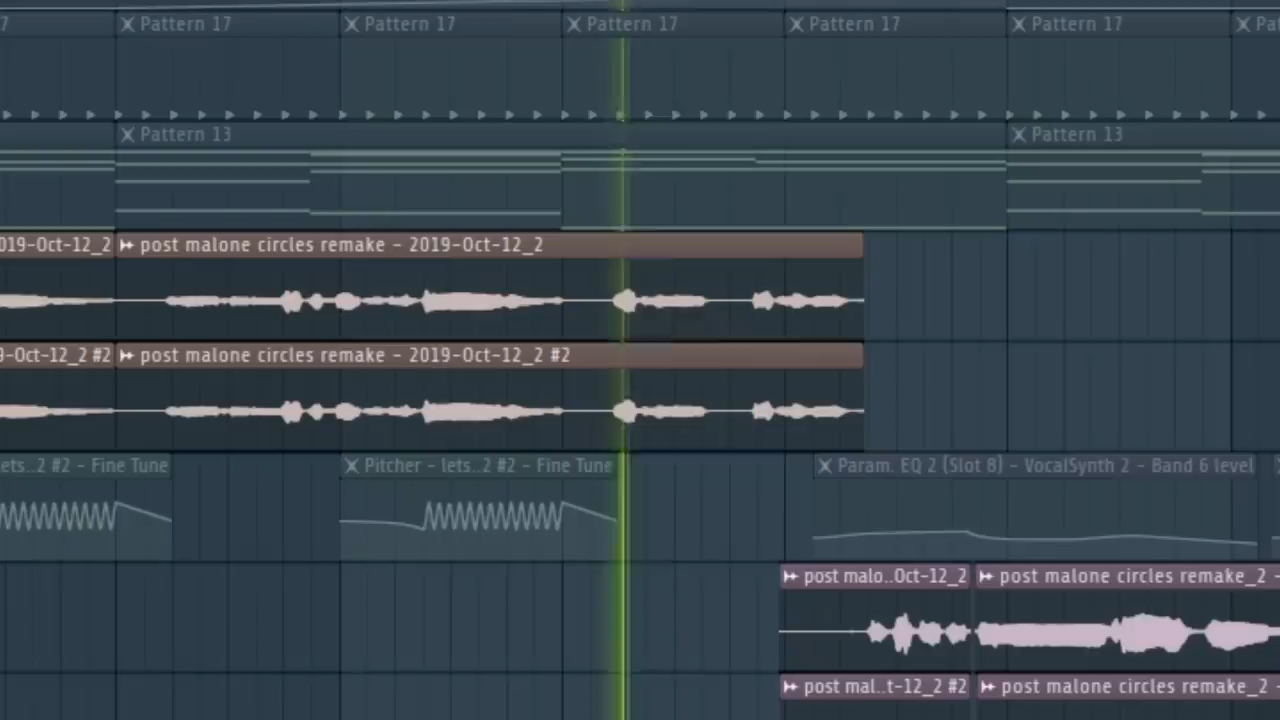 7 Pattern 17 Pattern 17 Pattern 17 Pattern 17 Pattern 17 Pat
Pattern 13 Pattern 13
019-Oct-12_2 post malone circles remake - 2019-Oct-12_2
9-Oct-12_2 #2 post malone circles remake - 2019-Oct-12_2 #2
ets..2 #2 - Fine Tune Pitcher - lets..2 #2 - Fine Tune Param. EQ 2 (Slot 8) - VocalSynth 2 - Band 6 level
post malo..Oct-12_2 post malone circles remake_2 -
post mal..t-12_2 #2 post malone circles remake_2 -